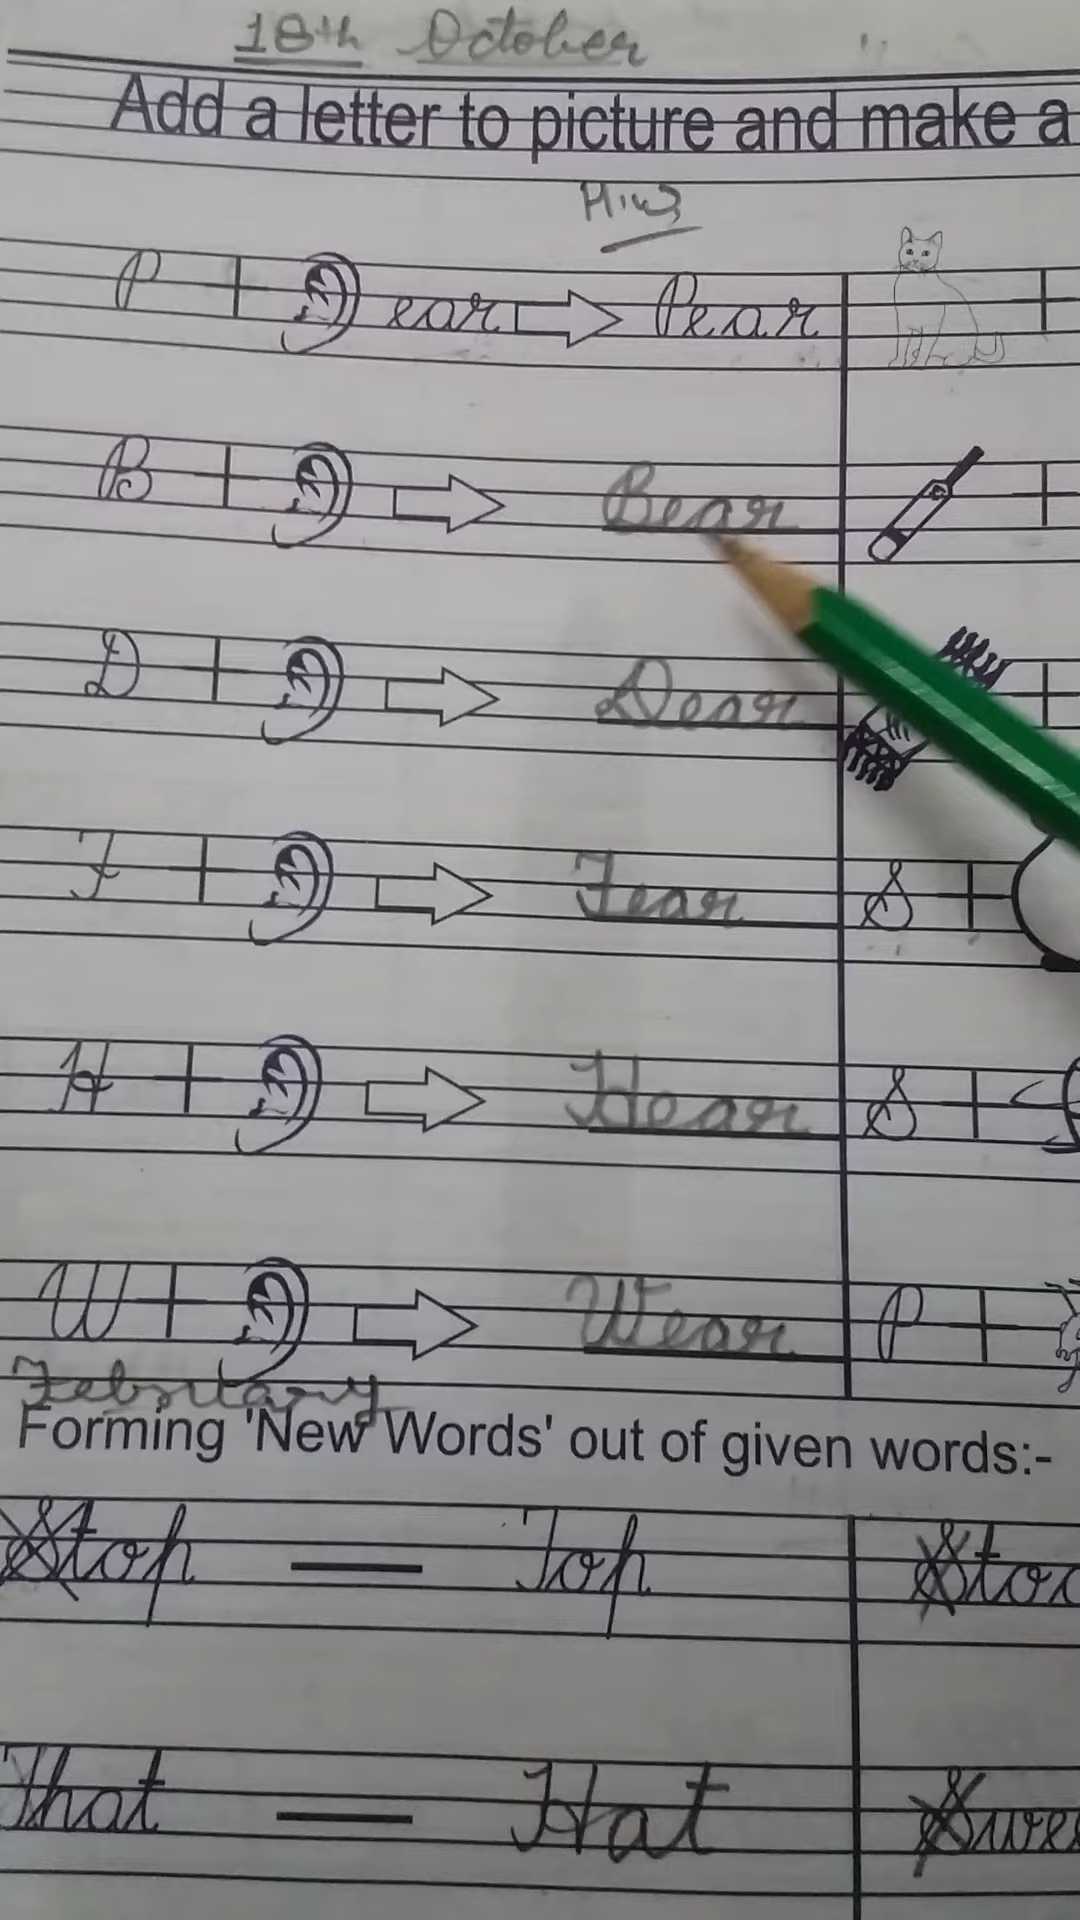 18th October
Add a letter to picture and make a
H.W
P + ear Pear +
B + Bear +
D + Dear +
F + Fear S +
H + Hear S +
W + Wear P +
February
Forming 'New Words' out of given words:-
Stop — Top
That — Hat